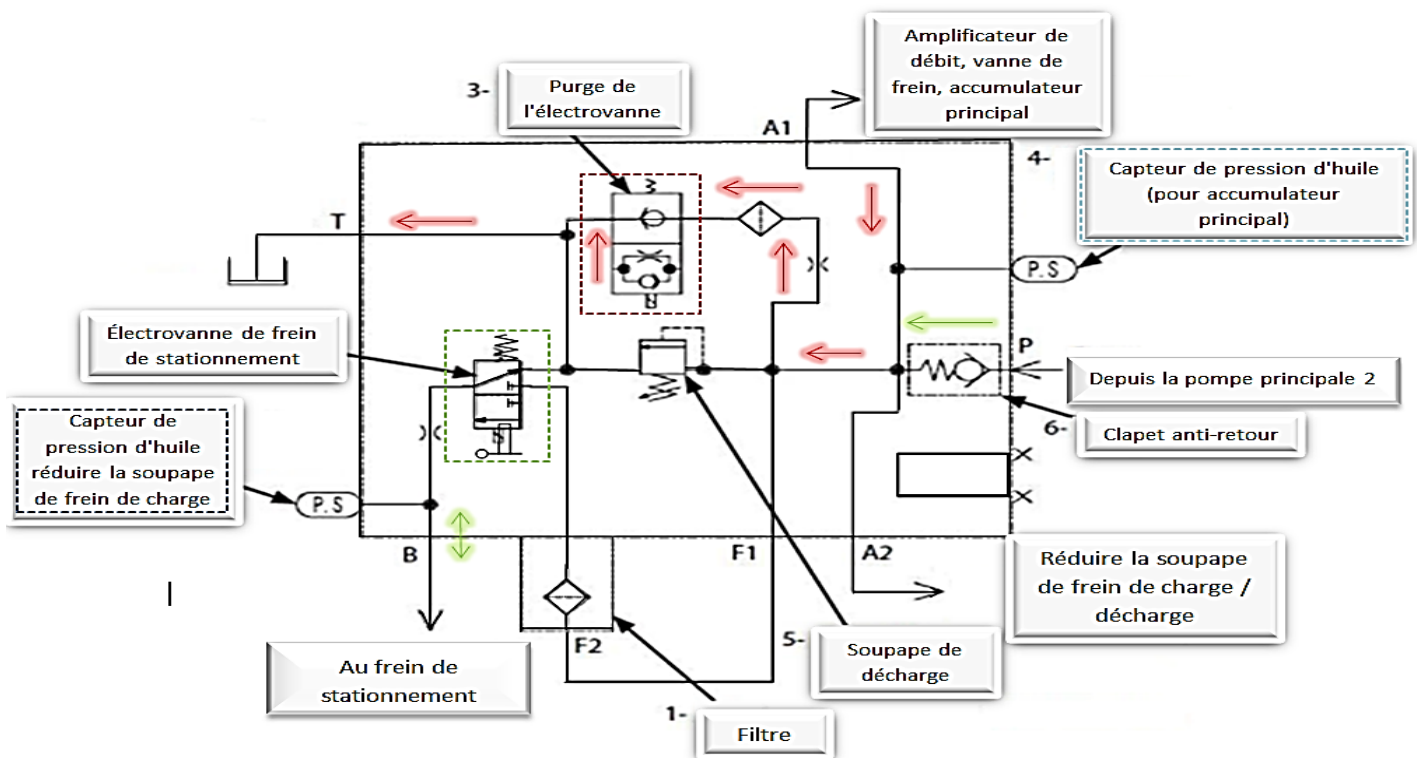 Amplificateur de
débit, vanne de
frein, accumulateur
principal
3-
Purge de
l'électrovanne
A1
4-
Capteur de pression d'huile
(pour accumulateur
principal)
T
P.S
Électrovanne de frein
de stationnement
P
Depuis la pompe principale 2
Capteur de
pression d'huile
réduire la soupape
de frein de charge
6-
Clapet anti-retour
P.S
B
F1
A2
Réduire la soupape
de frein de charge /
décharge
F2
5-
Soupape de
décharge
Au frein de
stationnement
1-
Filtre